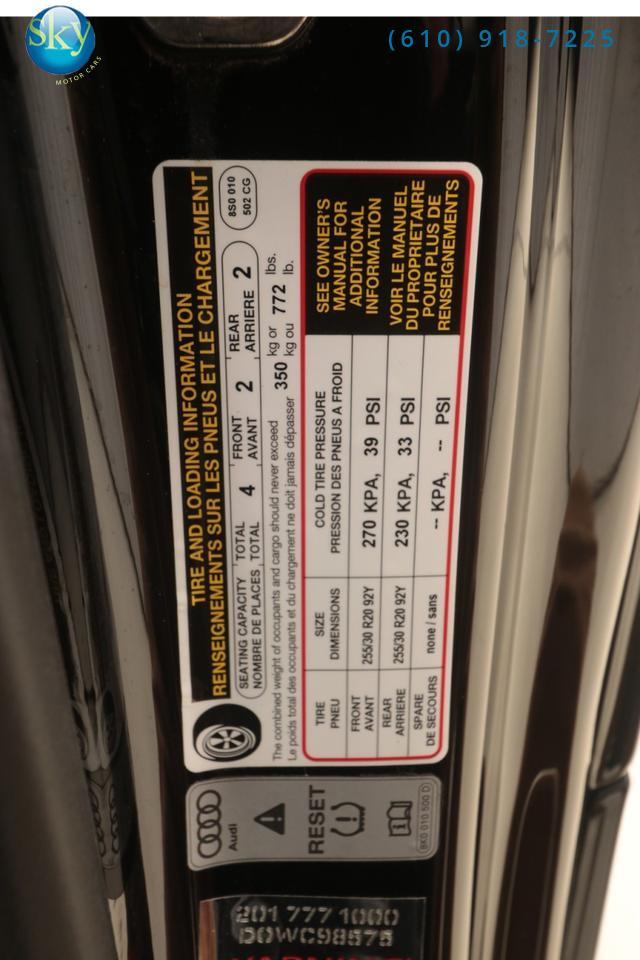 Sky
MOTOR CARS
(610) 918-7225
TIRE AND LOADING INFORMATION
RENSEIGNEMENTS SUR LES PNEUS ET LE CHARGEMENT
SEATING CAPACITY TOTAL 4 FRONT 2 REAR 2
NOMBRE DE PLACES TOTAL AVANT ARRIERE
8S0 010
502 CG
The combined weight of occupants and cargo should never exceed 350 kg or 772 lbs.
Le poids total des occupants et du chargement ne doit jamais dépasser kg ou lb.
TIRE SIZE COLD TIRE PRESSURE
PNEU DIMENSIONS PRESSION DES PNEUS A FROID
FRONT
AVANT 255/30 R20 92Y 270 KPA, 39 PSI
REAR
ARRIERE 255/30 R20 92Y 230 KPA, 33 PSI
SPARE
DE SECOURS none / sans -- KPA, -- PSI
SEE OWNER'S
MANUAL FOR
ADDITIONAL
INFORMATION
VOIR LE MANUEL
DU PROPRIETAIRE
POUR PLUS DE
RENSEIGNEMENTS
Audi
RESET
8K0 010 500 D
201 777 1000
DOWC98575